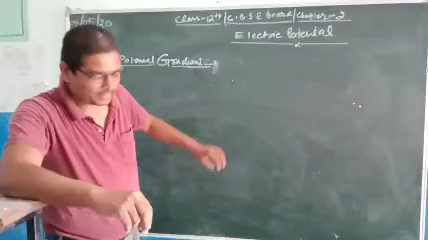 Class-12th/C.B.S.E Board/Chapter-2
Electric Potential
Potential Gradient:-